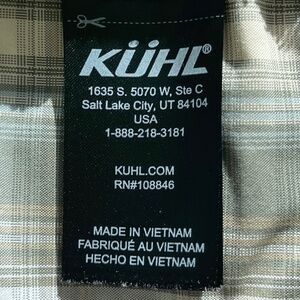 KÜHL®
1635 S. 5070 W, Ste C
Salt Lake City, UT 84104
USA
1-888-218-3181
KUHL.COM
RN#108846
MADE IN VIETNAM
FABRIQUÉ AU VIETNAM
HECHO EN VIETNAM